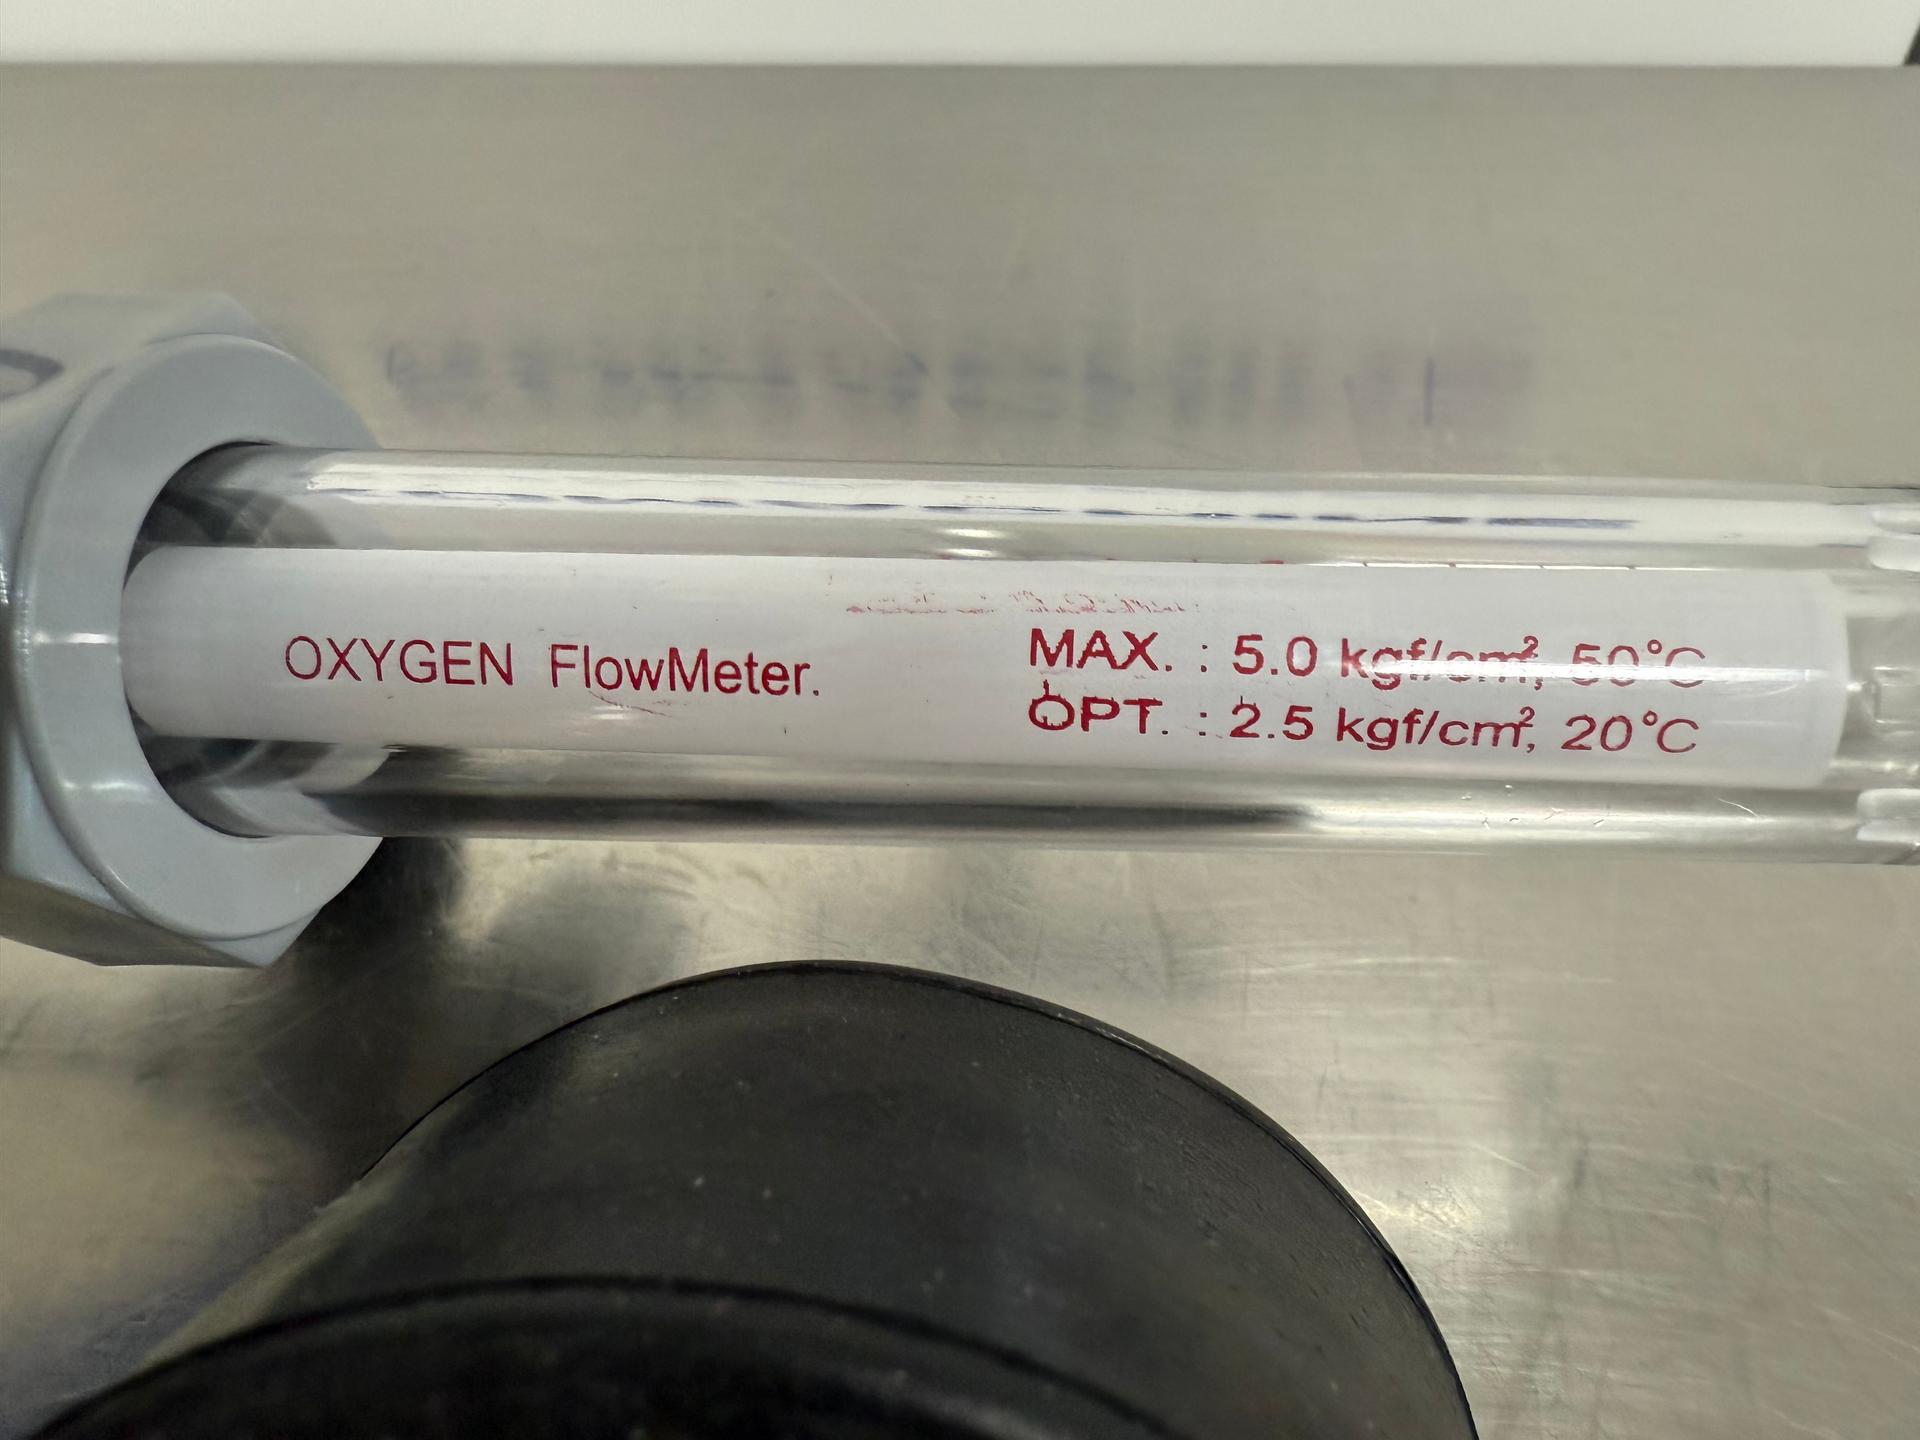 OXYGEN FlowMeter.
MAX. : 5.0 kgf/cm², 50°C
OPT. : 2.5 kgf/cm², 20°C